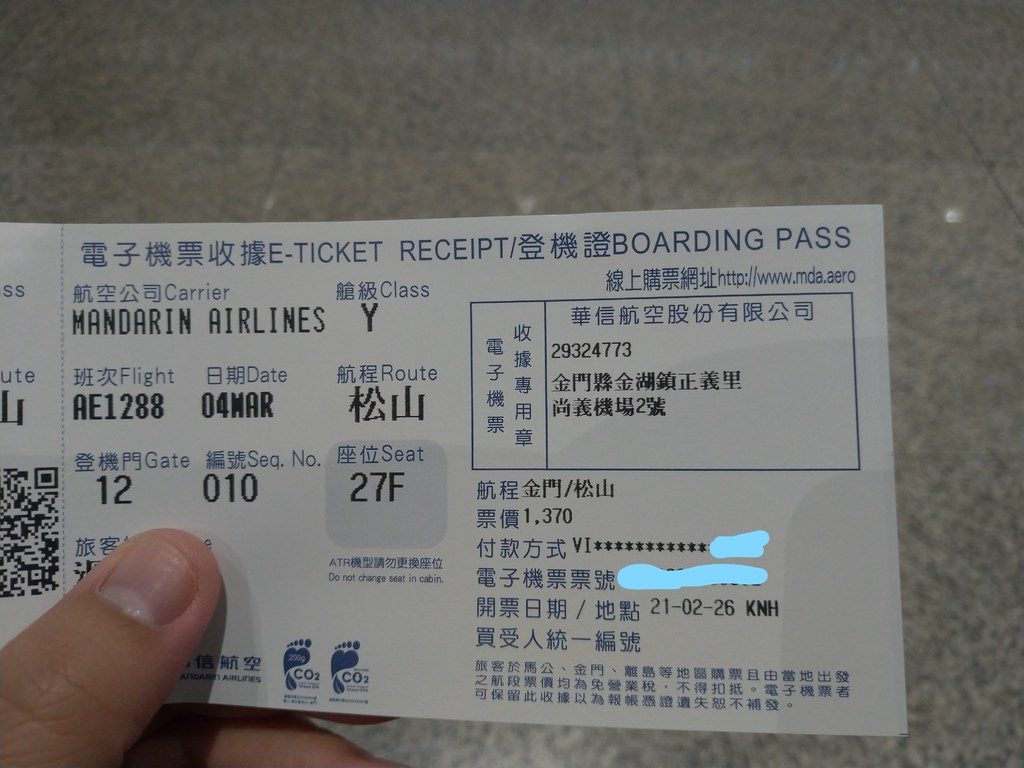 電子機票收據E-TICKET RECEIPT/登機證BOARDING PASS
線上購票網址http://www.mda.aero
航空公司Carrier
艙級Class
MANDARIN AIRLINES
Y
班次Flight
日期Date
航程Route
AE1288
04MAR
松山
登機門Gate
編號Seq. No.
座位Seat
12
010
27F
旅客
ATR機型請勿更換座位
Do not change seat in cabin.
信航空
ANDARIN AIRLINES
200g
CO2
CO2
收據專用章
電子機票
華信航空股份有限公司
29324773
金門縣金湖鎮正義里
尚義機場2號
航程金門/松山
票價1,370
付款方式VI***********
電子機票票號
開票日期/地點 21-02-26 KNH
買受人統一編號
旅客於馬公、金門、離島等地區購票且由當地出發
之航段票價均為免營業稅，不得扣抵。電子機票者
可保留此收據以為報帳憑證遺失恕不補發。
ss
ute
山